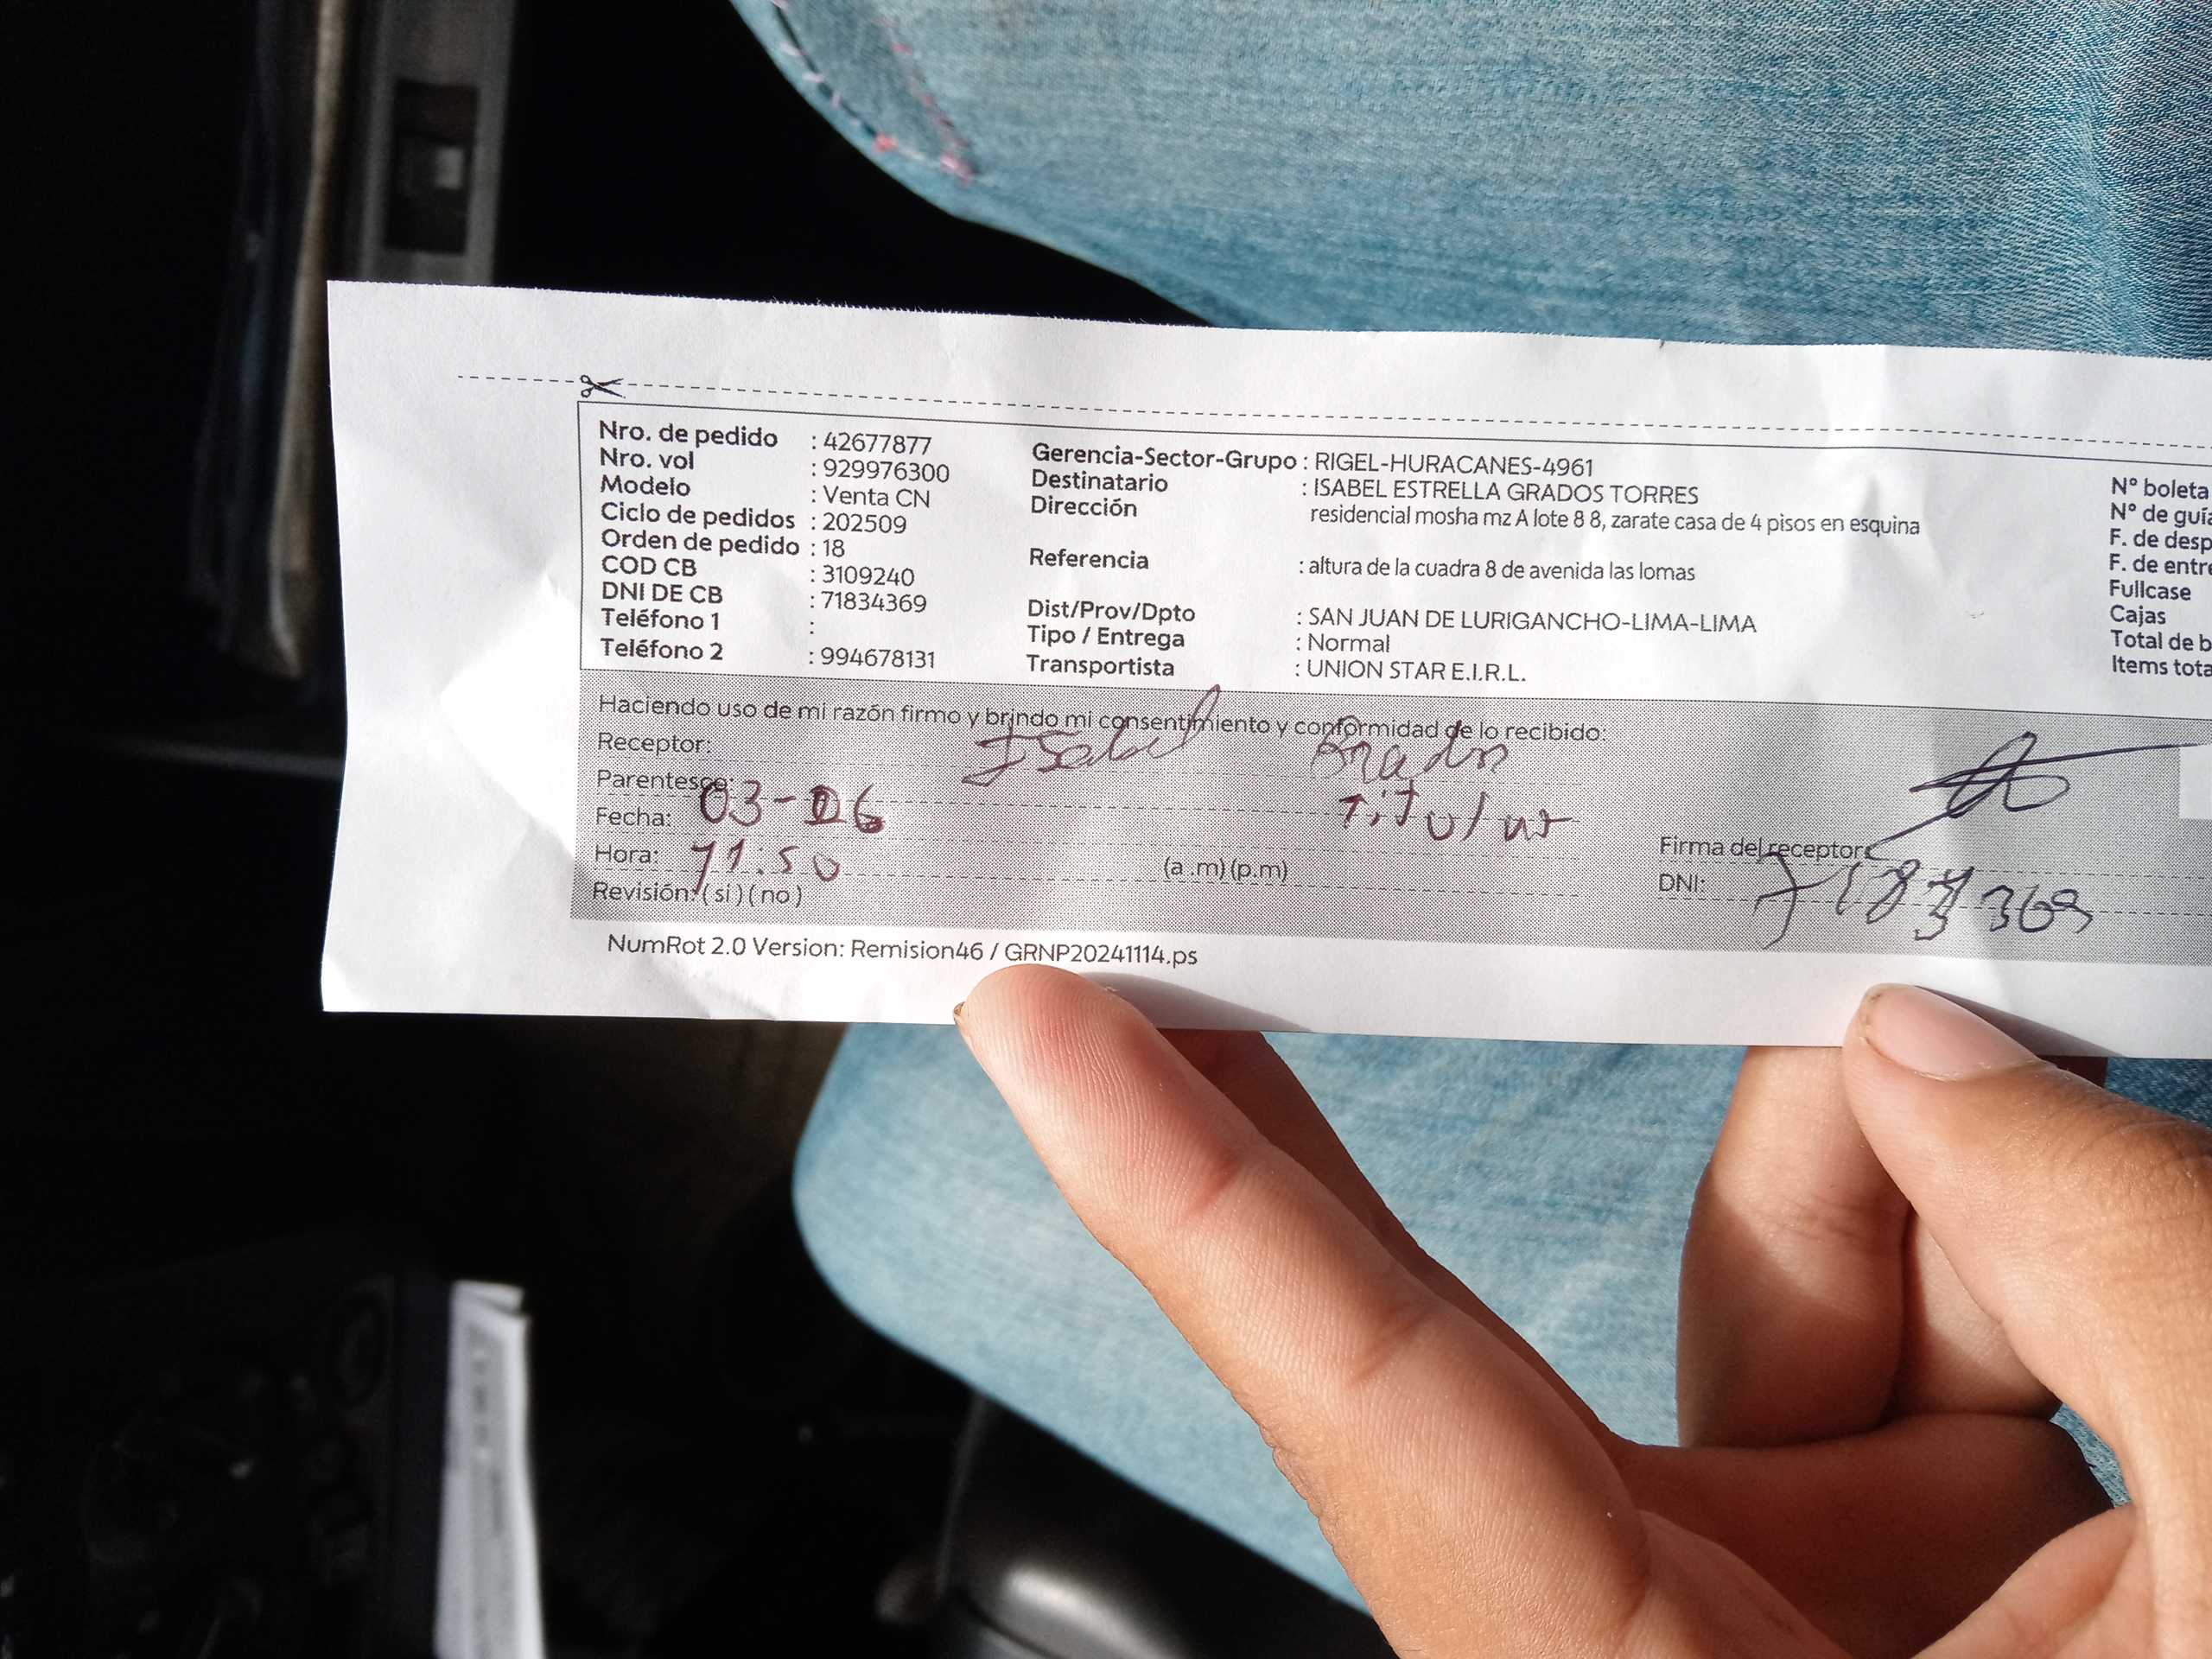 Nro. de pedido : 42677877
Nro. vol : 929976300
Modelo : Venta CN
Ciclo de pedidos : 202509
Orden de pedido : 18
COD CB : 3109240
DNI DE CB : 71834369
Teléfono 1 :
Teléfono 2 : 994678131
Gerencia-Sector-Grupo : RIGEL-HURACANES-4961
Destinatario : ISABEL ESTRELLA GRADOS TORRES
Dirección residencial mosha mz A lote 8 8, zarate casa de 4 pisos en esquina
Referencia : altura de la cuadra 8 de avenida las lomas
Dist/Prov/Dpto : SAN JUAN DE LURIGANCHO-LIMA-LIMA
Tipo / Entrega : Normal
Transportista : UNION STAR E.I.R.L.
N° boleta
N° de guía
F. de desp
F. de entre
Fullcase
Cajas
Total de b
Items tota
Haciendo uso de mi razón firmo y brindo mi consentimiento y conformidad de lo recibido:
Receptor: Isabel Grados
Parentesco: Titular
Fecha: 03-06
Hora: 11:50 (a .m) (p.m)
Revisión: ( si ) ( no )
Firma del receptor
DNI:
NumRot 2.0 Version: Remision46 / GRNP20241114.ps